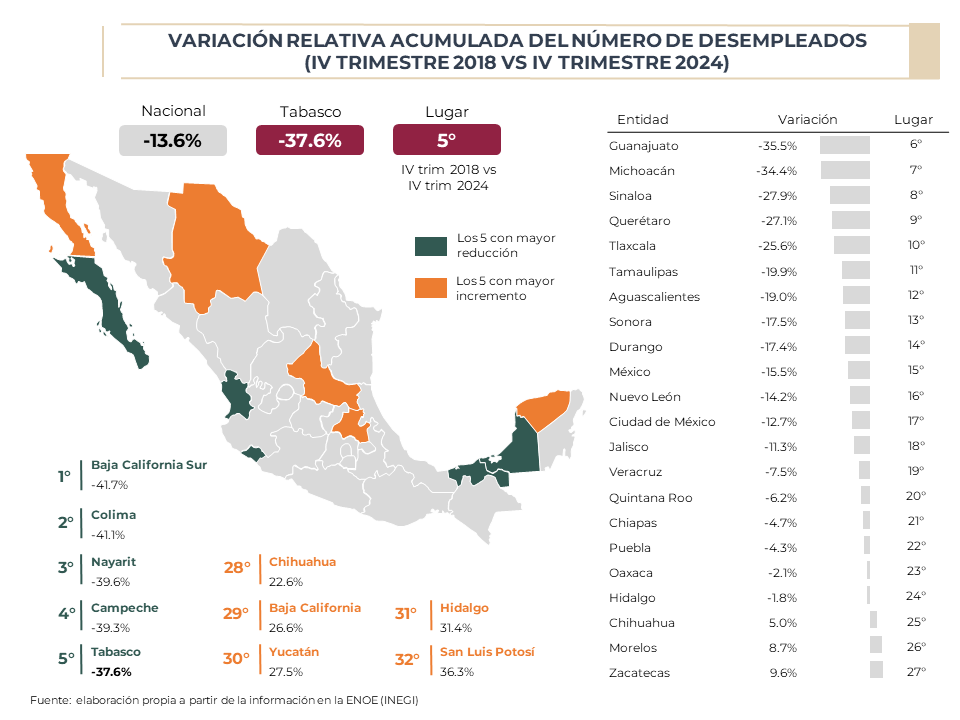 VARIACIÓN RELATIVA ACUMULADA DEL NÚMERO DE DESEMPLEADOS
(IV TRIMESTRE 2018 VS IV TRIMESTRE 2024)
Nacional
-13.6%
Tabasco
-37.6%
Lugar
5°
IV trim 2018 vs
IV trim 2024
Los 5 con mayor
reducción
Los 5 con mayor
incremento
1° Baja California Sur
-41.7%
2° Colima
-41.1%
3° Nayarit
-39.6%
4° Campeche
-39.3%
5° Tabasco
-37.6%
28° Chihuahua
22.6%
29° Baja California
26.6%
30° Yucatán
27.5%
31° Hidalgo
31.4%
32° San Luis Potosí
36.3%
Entidad Variación Lugar
Guanajuato -35.5% 6°
Michoacán -34.4% 7°
Sinaloa -27.9% 8°
Querétaro -27.1% 9°
Tlaxcala -25.6% 10°
Tamaulipas -19.9% 11°
Aguascalientes -19.0% 12°
Sonora -17.5% 13°
Durango -17.4% 14°
México -15.5% 15°
Nuevo León -14.2% 16°
Ciudad de México -12.7% 17°
Jalisco -11.3% 18°
Veracruz -7.5% 19°
Quintana Roo -6.2% 20°
Chiapas -4.7% 21°
Puebla -4.3% 22°
Oaxaca -2.1% 23°
Hidalgo -1.8% 24°
Chihuahua 5.0% 25°
Morelos 8.7% 26°
Zacatecas 9.6% 27°
Fuente: elaboración propia a partir de la información en la ENOE (INEGI)